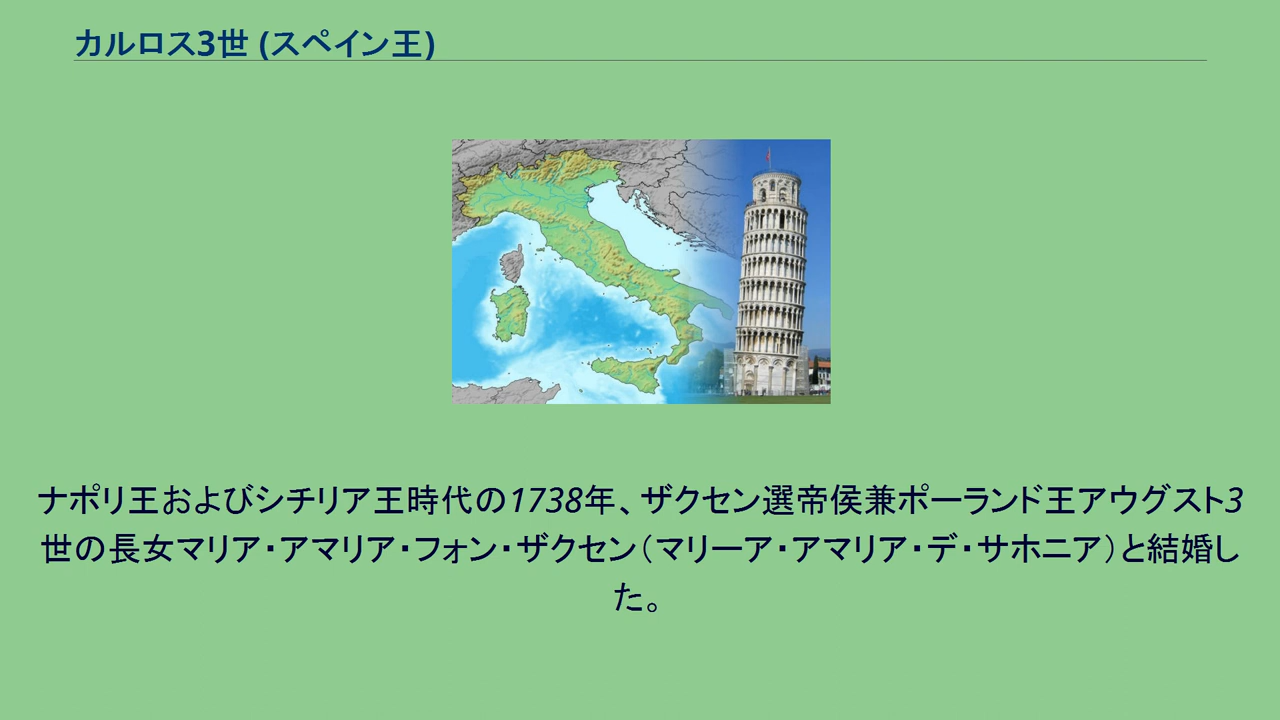 カルロス3世 (スペイン王)
ナポリ王およびシチリア王時代の1738年、ザクセン選帝侯兼ポーランド王アウグスト3
世の長女マリア・アマリア・フォン・ザクセン（マリーア・アマリア・デ・サホニア）と結婚し
た。